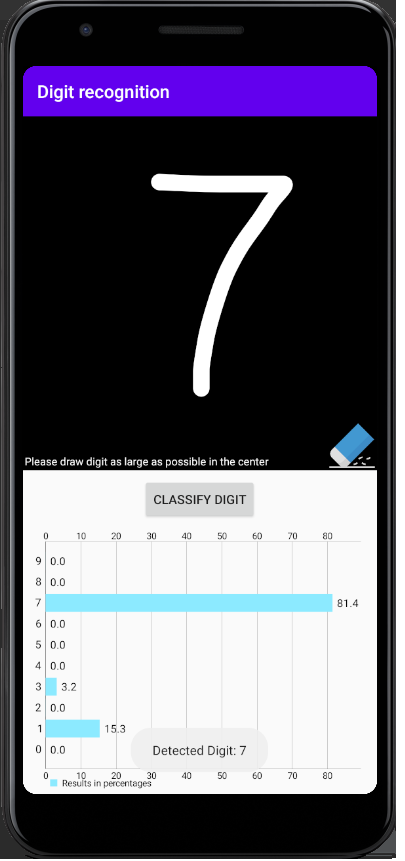 Digit recognition
7
Please draw digit as large as possible in the center
CLASSIFY DIGIT
0 10 20 30 40 50 60 70 80
9 0.0
8 0.0
7 81.4
6 0.0
5 0.0
4 0.0
3 3.2
2 0.0
1 15.3
0 0.0
Detected Digit: 7
0 10 20 30 40 50 60 70 80
Results in percentages